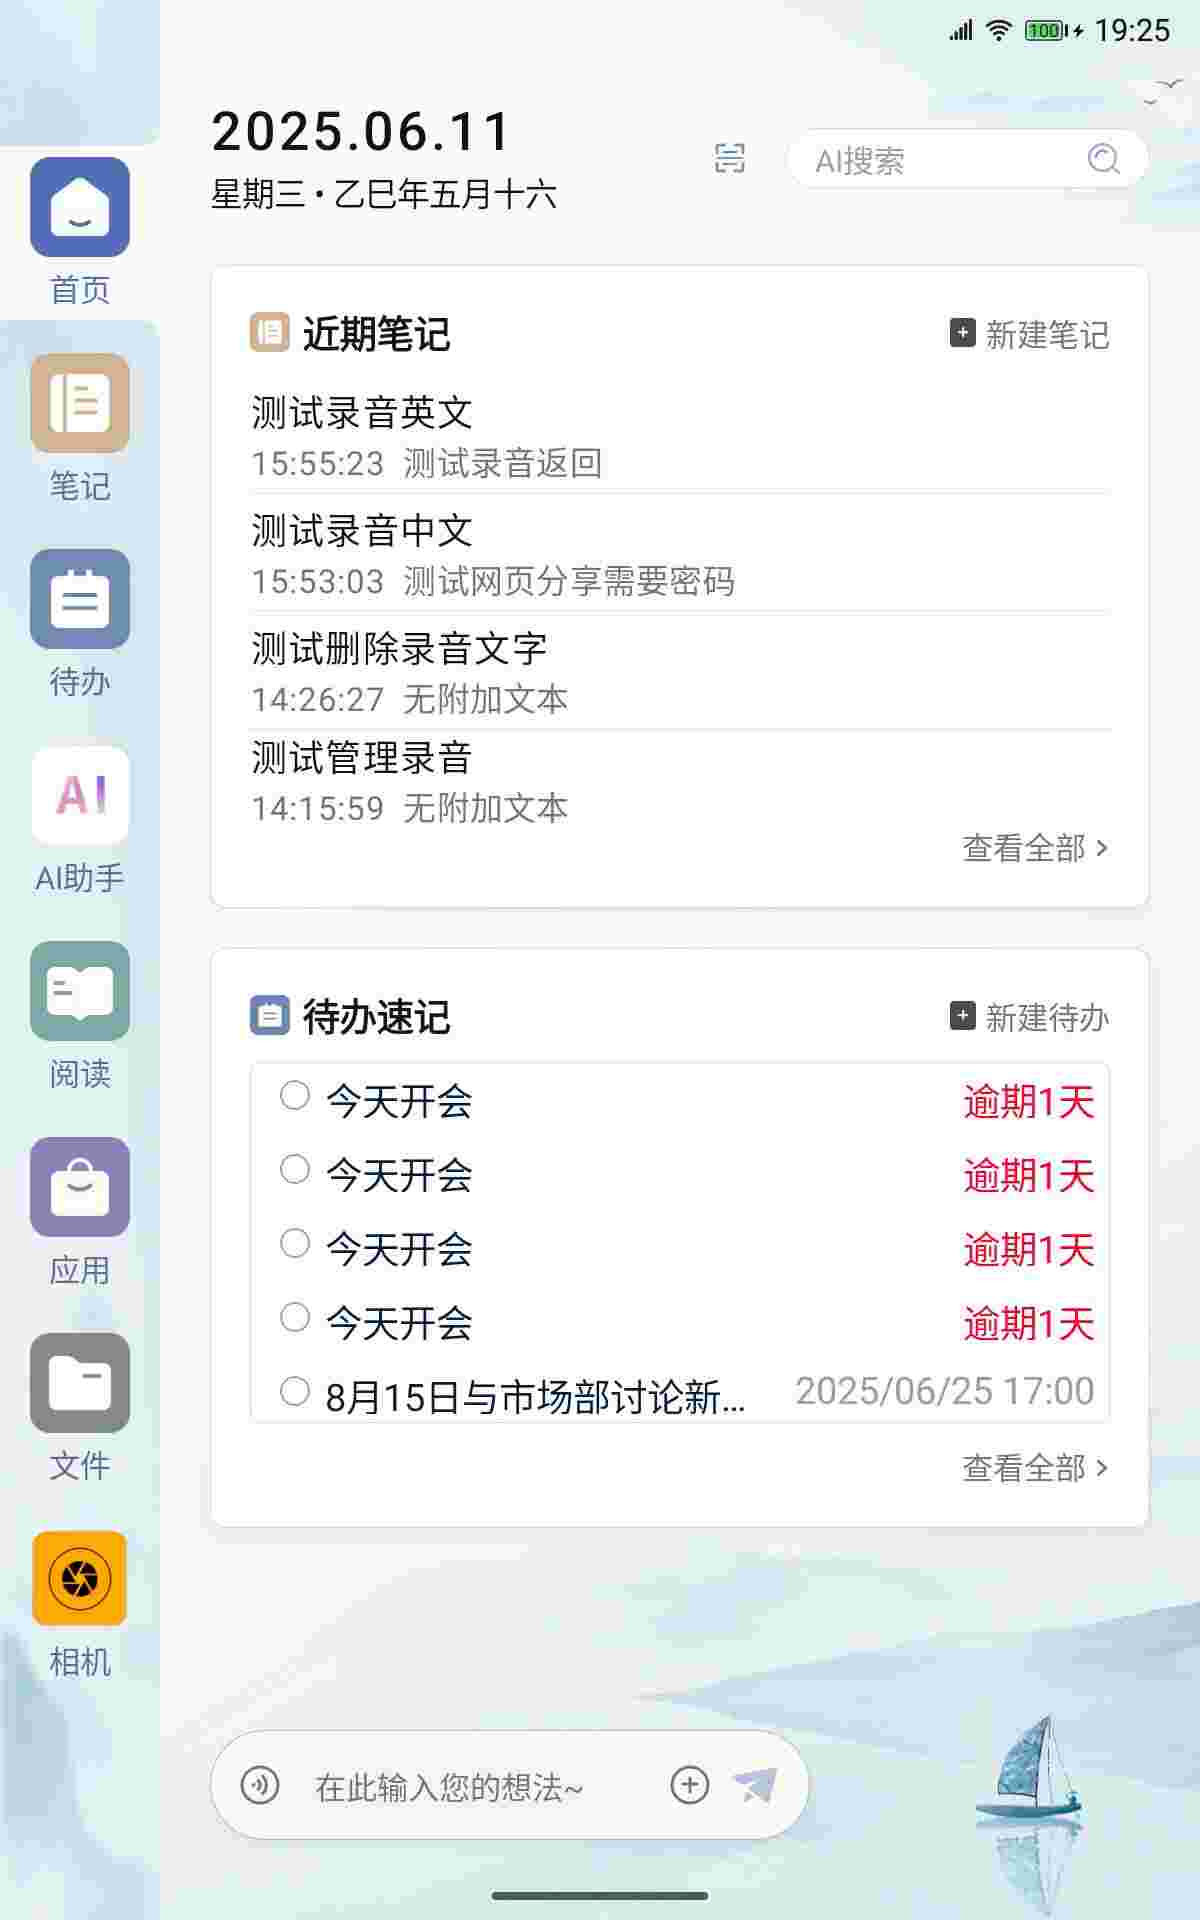 100 19:25
2025.06.11
星期三·乙巳年五月十六
AI搜索
首页
笔记
待办
AI
AI助手
阅读
应用
文件
相机
近期笔记
新建笔记
测试录音英文
15:55:23 测试录音返回
测试录音中文
15:53:03 测试网页分享需要密码
测试删除录音文字
14:26:27 无附加文本
测试管理录音
14:15:59 无附加文本
查看全部 >
待办速记
新建待办
今天开会 逾期1天
今天开会 逾期1天
今天开会 逾期1天
今天开会 逾期1天
8月15日与市场部讨论新... 2025/06/25 17:00
查看全部 >
在此输入您的想法~